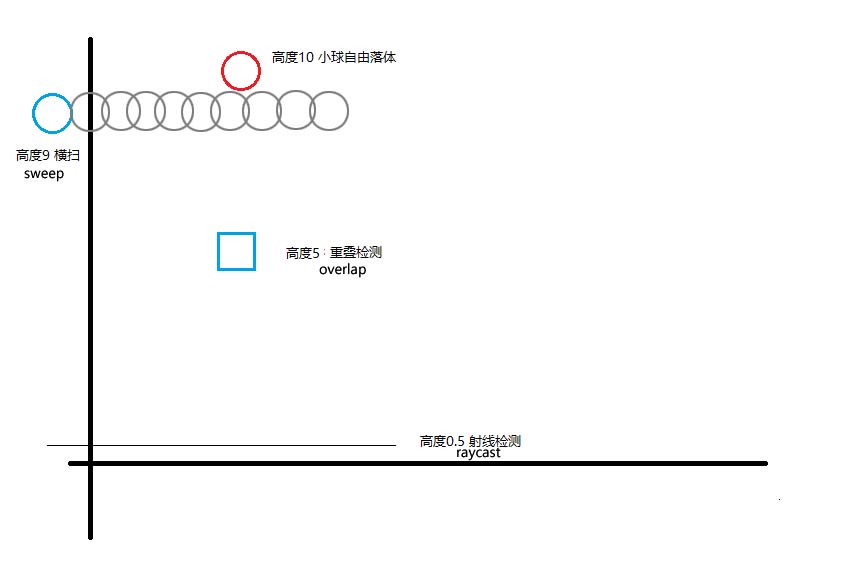 高度10 小球自由落体
高度9 横扫
sweep
高度5：重叠检测
overlap
高度0.5 射线检测
raycast